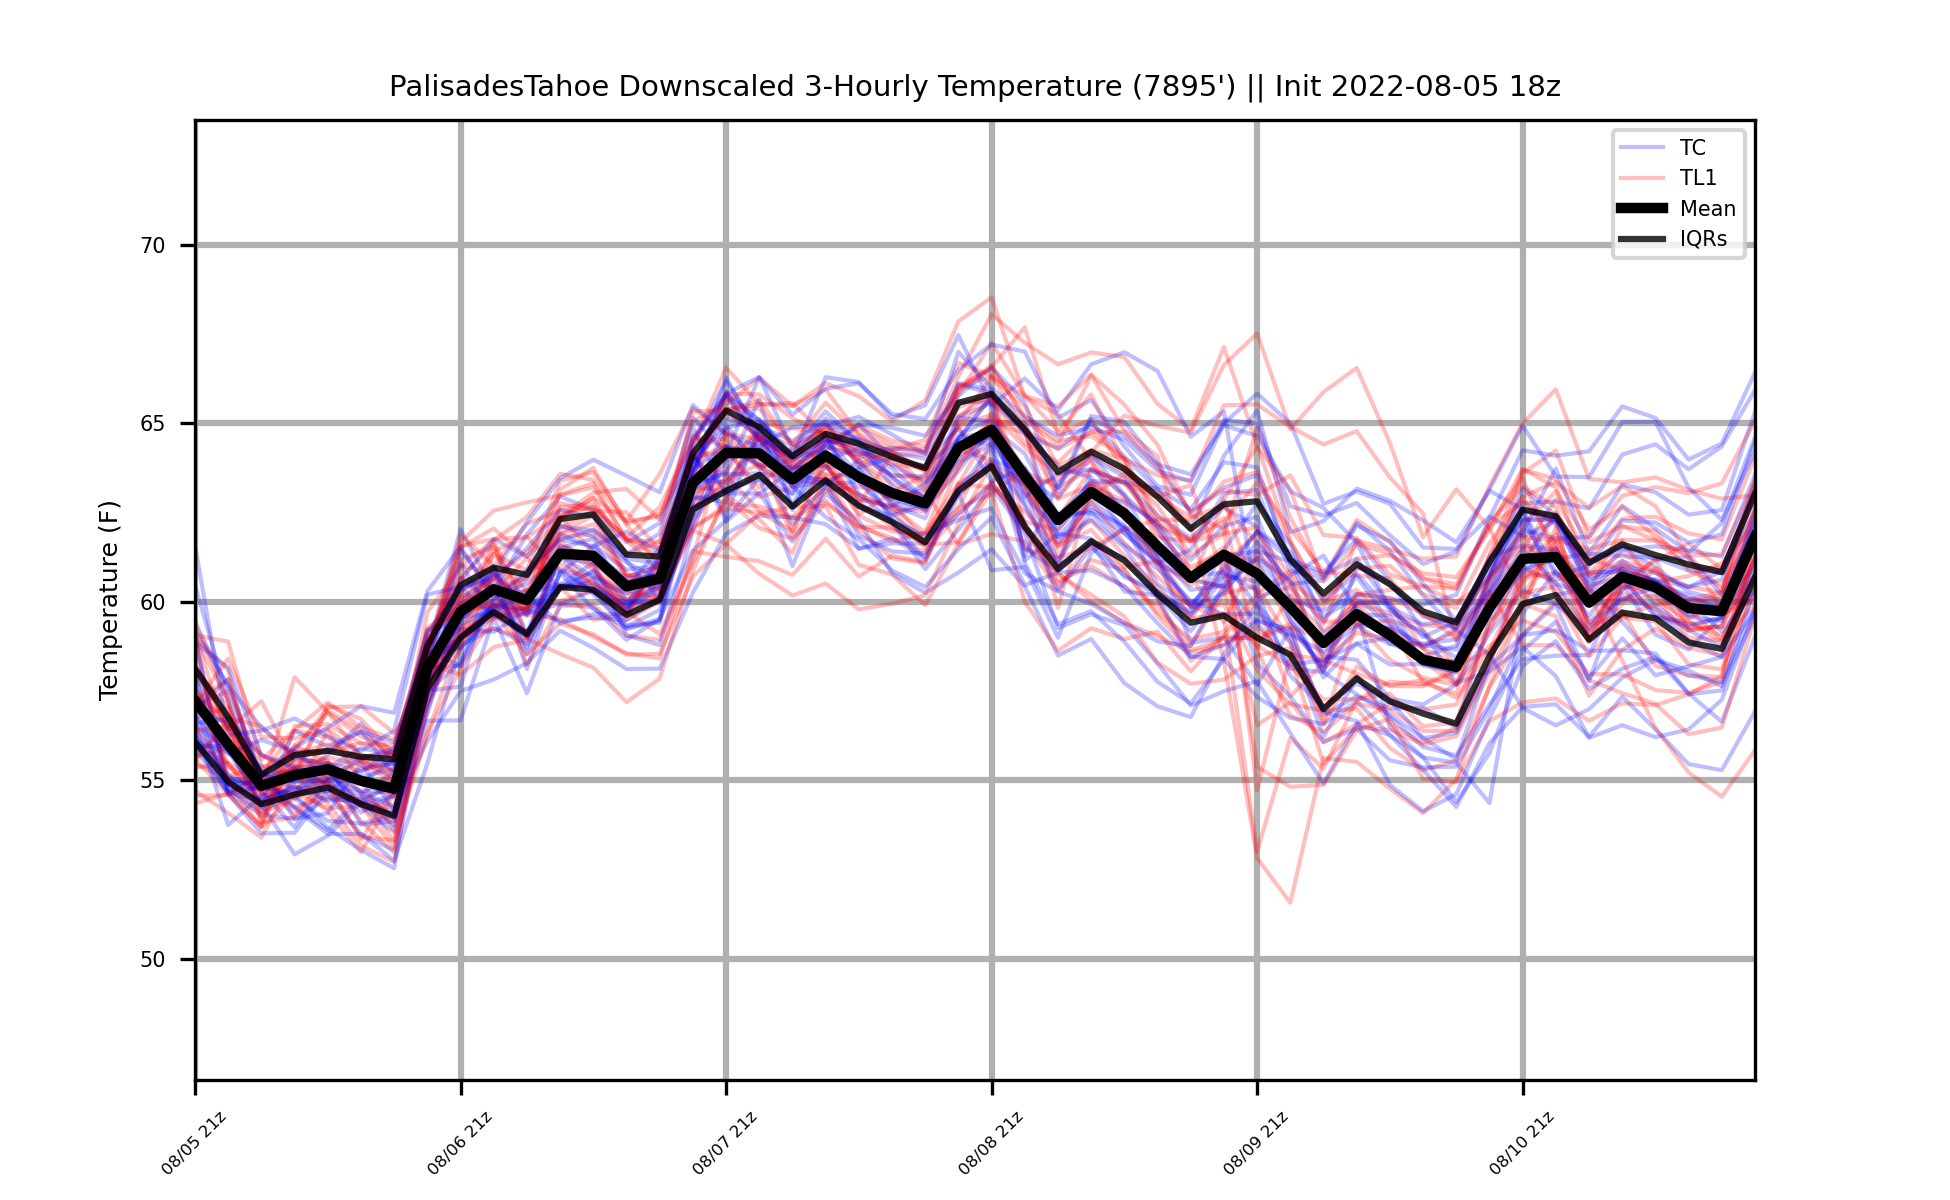 PalisadesTahoe Downscaled 3-Hourly Temperature (7895') || Init 2022-08-05 18z
TC
TL1
Mean
IQRs
Temperature (F)
70
65
60
55
50
08/05 21z
08/06 21z
08/07 21z
08/08 21z
08/09 21z
08/10 21z